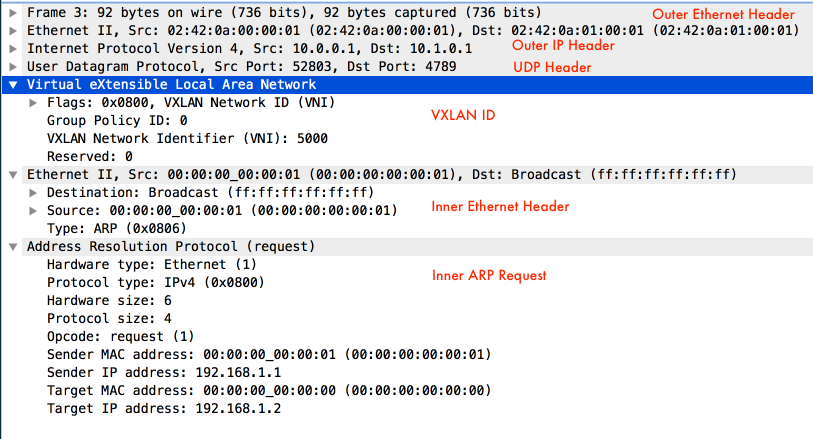 Frame 3: 92 bytes on wire (736 bits), 92 bytes captured (736 bits) Outer Ethernet Header
Ethernet II, Src: 02:42:0a:00:00:01 (02:42:0a:00:00:01), Dst: 02:42:0a:01:00:01 (02:42:0a:01:00:01)
Internet Protocol Version 4, Src: 10.0.0.1, Dst: 10.1.0.1 Outer IP Header
User Datagram Protocol, Src Port: 52803, Dst Port: 4789 UDP Header
Virtual eXtensible Local Area Network
Flags: 0x0800, VXLAN Network ID (VNI)
Group Policy ID: 0 VXLAN ID
VXLAN Network Identifier (VNI): 5000
Reserved: 0
Ethernet II, Src: 00:00:00_00:00:01 (00:00:00:00:00:01), Dst: Broadcast (ff:ff:ff:ff:ff:ff)
Destination: Broadcast (ff:ff:ff:ff:ff:ff)
Source: 00:00:00_00:00:01 (00:00:00:00:00:01) Inner Ethernet Header
Type: ARP (0x0806)
Address Resolution Protocol (request)
Hardware type: Ethernet (1)
Protocol type: IPv4 (0x0800) Inner ARP Request
Hardware size: 6
Protocol size: 4
Opcode: request (1)
Sender MAC address: 00:00:00_00:00:01 (00:00:00:00:00:01)
Sender IP address: 192.168.1.1
Target MAC address: 00:00:00_00:00:00 (00:00:00:00:00:00)
Target IP address: 192.168.1.2